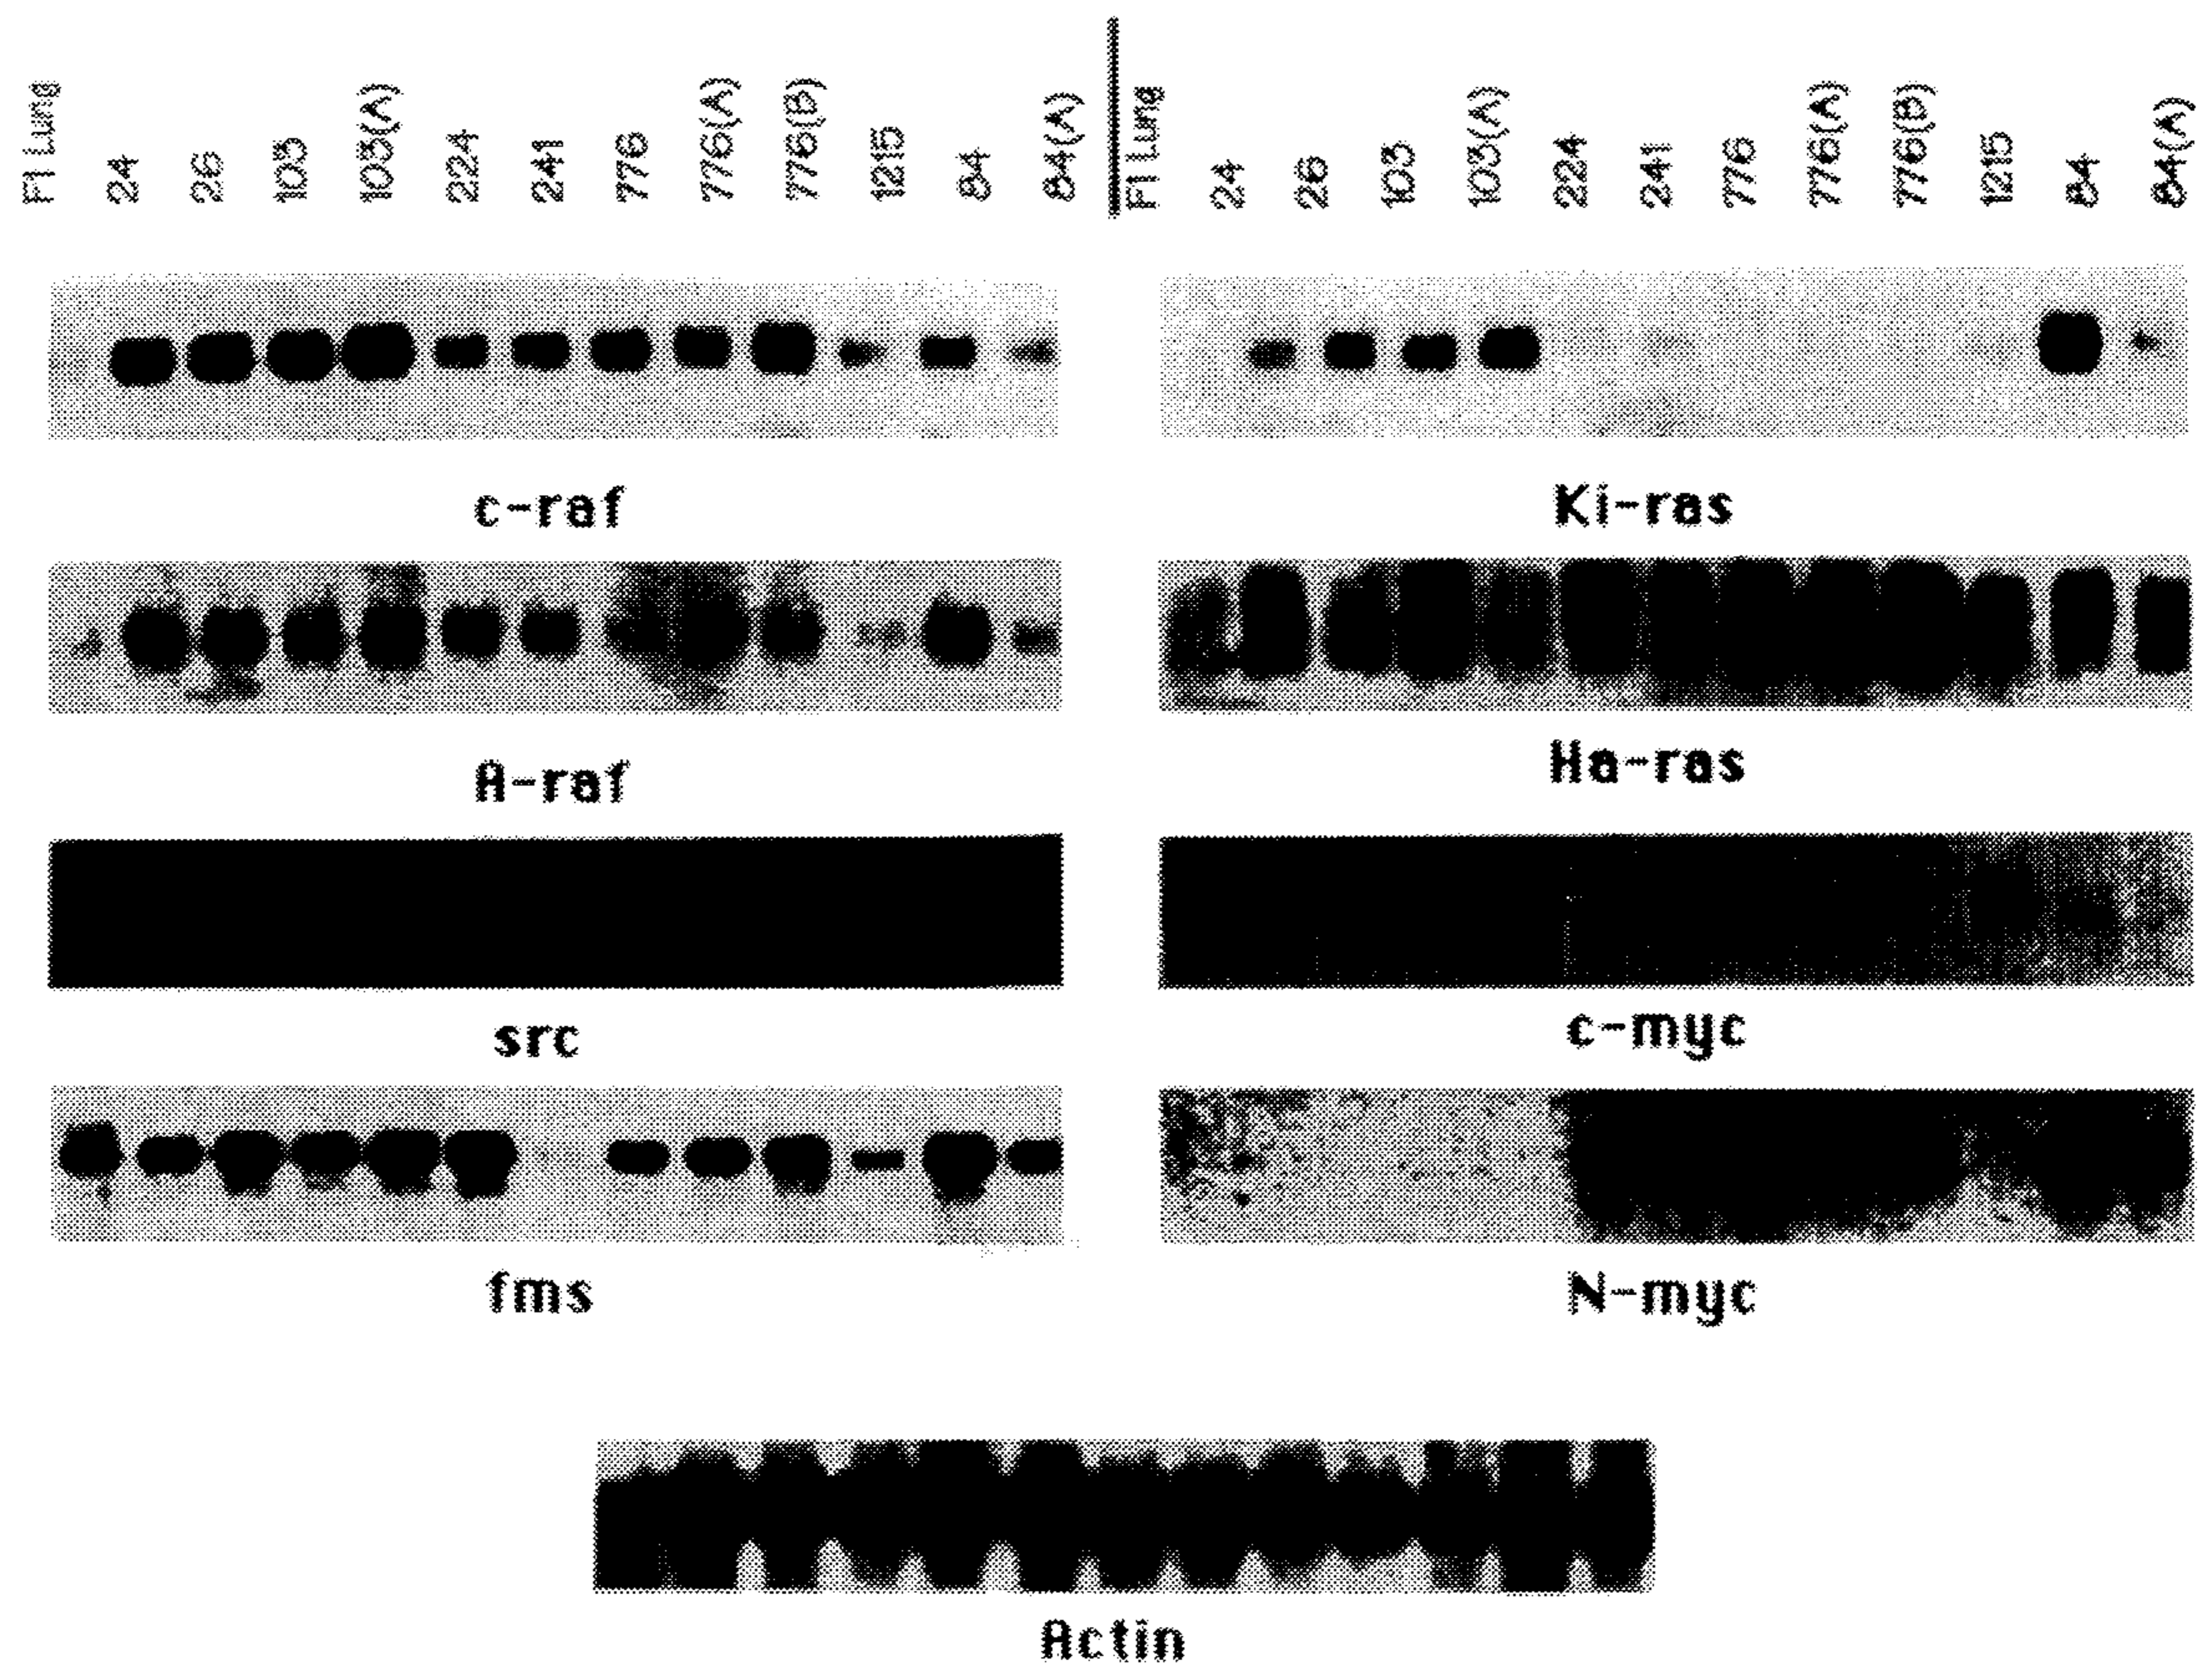 F1 Lung 24 26 103 103(A) 224 241 776 776(A) 776(B) 1215 84 84(A) F1 Lung 24 26 103 103(A) 224 241 776 776(A) 776(B) 1215 84 84(A)
c-raf Ki-ras
A-raf Ha-ras
src c-myc
fms N-myc
Actin